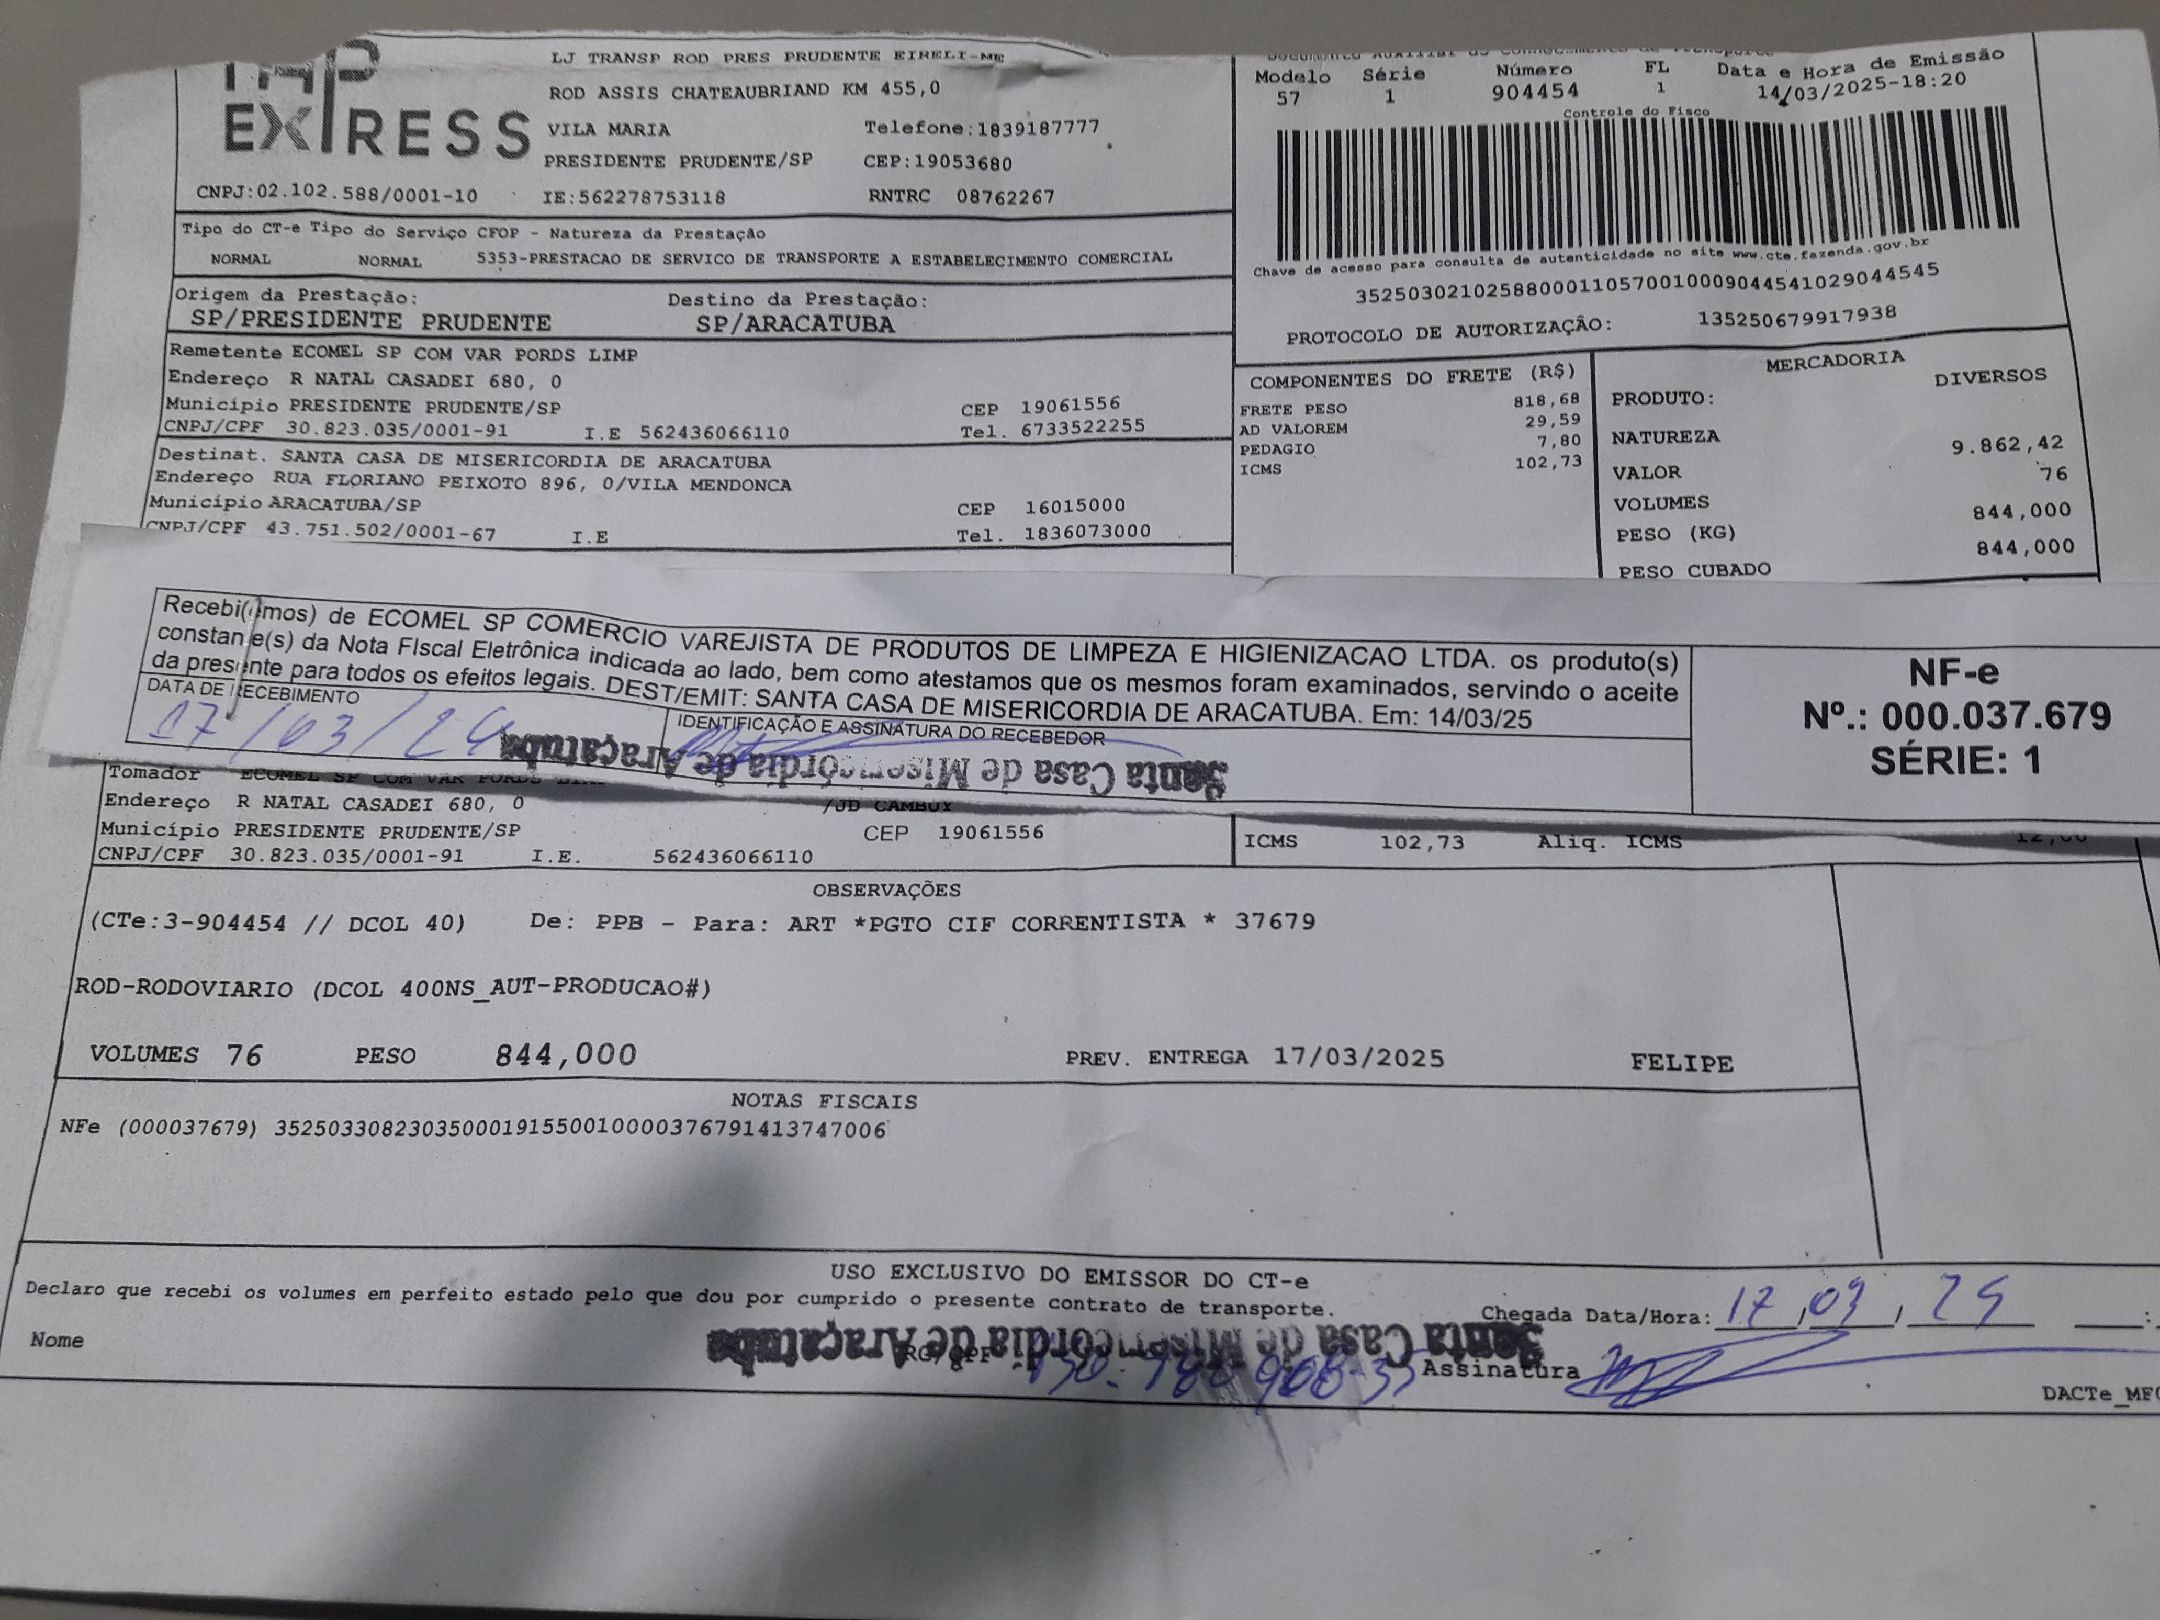 EXPRESS
LJ TRANSP ROD PRES PRUDENTE EIRELI-ME
ROD ASSIS CHATEAUBRIAND KM 455,0
VILA MARIA Telefone:1839187777
PRESIDENTE PRUDENTE/SP CEP:19053680
CNPJ:02.102.588/0001-10 IE:562278753118 RNTRC 08762267
Modelo Série Número FL Data e Hora de Emissão
57 1 904454 1 14/03/2025-18:20
Controle do Fisco
Chave de acesso para consulta de autenticidade no site www.cte.fazenda.gov.br
35250302102588000110570010009044541029044545
PROTOCOLO DE AUTORIZAÇÃO: 135250679917938
Tipo do CT-e Tipo do Serviço CFOP - Natureza da Prestação
NORMAL NORMAL 5353-PRESTACAO DE SERVICO DE TRANSPORTE A ESTABELECIMENTO COMERCIAL
Origem da Prestação: Destino da Prestação:
SP/PRESIDENTE PRUDENTE SP/ARACATUBA
Remetente ECOMEL SP COM VAR PORDS LIMP
Endereço R NATAL CASADEI 680, 0
Município PRESIDENTE PRUDENTE/SP CEP 19061556
CNPJ/CPF 30.823.035/0001-91 I.E 562436066110 Tel. 6733522255
Destinat. SANTA CASA DE MISERICORDIA DE ARACATUBA
Endereço RUA FLORIANO PEIXOTO 896, 0/VILA MENDONCA
Município ARACATUBA/SP CEP 16015000
CNPJ/CPF 43.751.502/0001-67 I.E Tel. 1836073000
COMPONENTES DO FRETE (R$)
FRETE PESO 818,68
AD VALOREM 29,59
PEDAGIO 7,80
ICMS 102,73
MERCADORIA
PRODUTO: DIVERSOS
NATUREZA
VALOR 9.862,42
VOLUMES 76
PESO (KG) 844,000
PESO CUBADO 844,000
Recebi(emos) de ECOMEL SP COMERCIO VAREJISTA DE PRODUTOS DE LIMPEZA E HIGIENIZACAO LTDA. os produto(s)
constante(s) da Nota FIscal Eletrônica indicada ao lado, bem como atestamos que os mesmos foram examinados, servindo o aceite
da presente para todos os efeitos legais. DEST/EMIT: SANTA CASA DE MISERICORDIA DE ARACATUBA. Em: 14/03/25
DATA DE RECEBIMENTO IDENTIFICAÇÃO E ASSINATURA DO RECEBEDOR
17/03/25
Santa Casa de Misericórdia de Araçatuba
NF-e
Nº.: 000.037.679
SÉRIE: 1
Tomador ECOMEL SP COM VAR PORDS LIMP
Endereço R NATAL CASADEI 680, 0 /JD CAMBUY
Município PRESIDENTE PRUDENTE/SP CEP 19061556
CNPJ/CPF 30.823.035/0001-91 I.E. 562436066110
ICMS 102,73 Aliq. ICMS 12,00
OBSERVAÇÕES
(CTe:3-904454 // DCOL 40) De: PPB - Para: ART *PGTO CIF CORRENTISTA * 37679
ROD-RODOVIARIO (DCOL 400NS_AUT-PRODUCAO#)
VOLUMES 76 PESO 844,000 PREV. ENTREGA 17/03/2025 FELIPE
NOTAS FISCAIS
NFe (000037679) 35250330823035000191550010000376791413747006
USO EXCLUSIVO DO EMISSOR DO CT-e
Declaro que recebi os volumes em perfeito estado pelo que dou por cumprido o presente contrato de transporte.
Chegada Data/Hora: 17/03/25 :
Nome RG/CPF Assinatura
Santa Casa de Misericórdia de Araçatuba
DACTe_MF